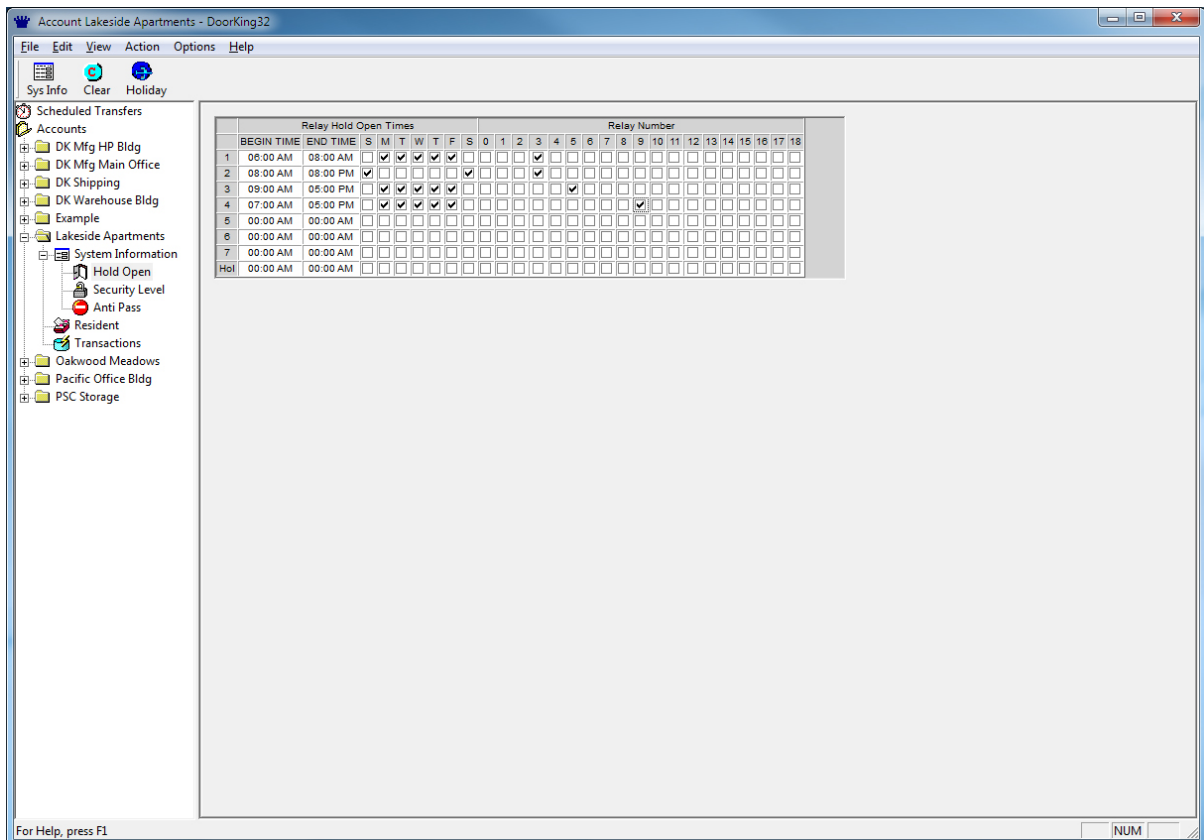 Account Lakeside Apartments - DoorKing32
File Edit View Action Options Help
Sys Info Clear Holiday
Scheduled Transfers
Accounts
DK Mfg HP Bldg
DK Mfg Main Office
DK Shipping
DK Warehouse Bldg
Example
Lakeside Apartments
System Information
Hold Open
Security Level
Anti Pass
Resident
Transactions
Oakwood Meadows
Pacific Office Bldg
PSC Storage
Relay Hold Open Times Relay Number
BEGIN TIME END TIME S M T W T F S 0 1 2 3 4 5 6 7 8 9 10 11 12 13 14 15 16 17 18
1 06:00 AM 08:00 AM
2 08:00 AM 08:00 PM
3 09:00 AM 05:00 PM
4 07:00 AM 05:00 PM
5 00:00 AM 00:00 AM
6 00:00 AM 00:00 AM
7 00:00 AM 00:00 AM
Hol 00:00 AM 00:00 AM
For Help, press F1 NUM